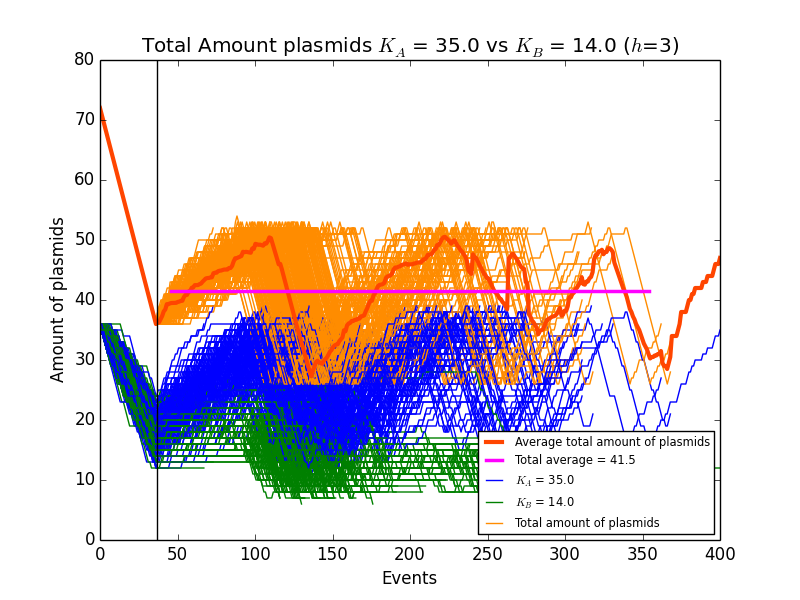 Total Amount plasmids K_A = 35.0 vs K_B = 14.0 (h=3)
80
70
60
50
40
30
20
10
0
Amount of plasmids
Average total amount of plasmids
Total average = 41.5
K_A = 35.0
K_B = 14.0
Total amount of plasmids
0 50 100 150 200 250 300 350 400
Events